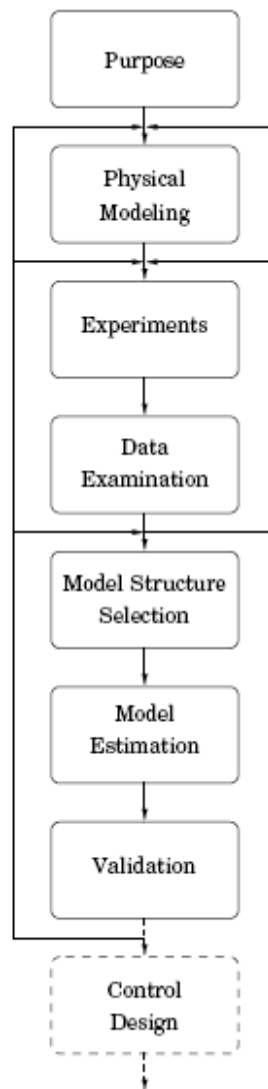 Purpose
Physical
Modeling
Experiments
Data
Examination
Model Structure
Selection
Model
Estimation
Validation
Control
Design